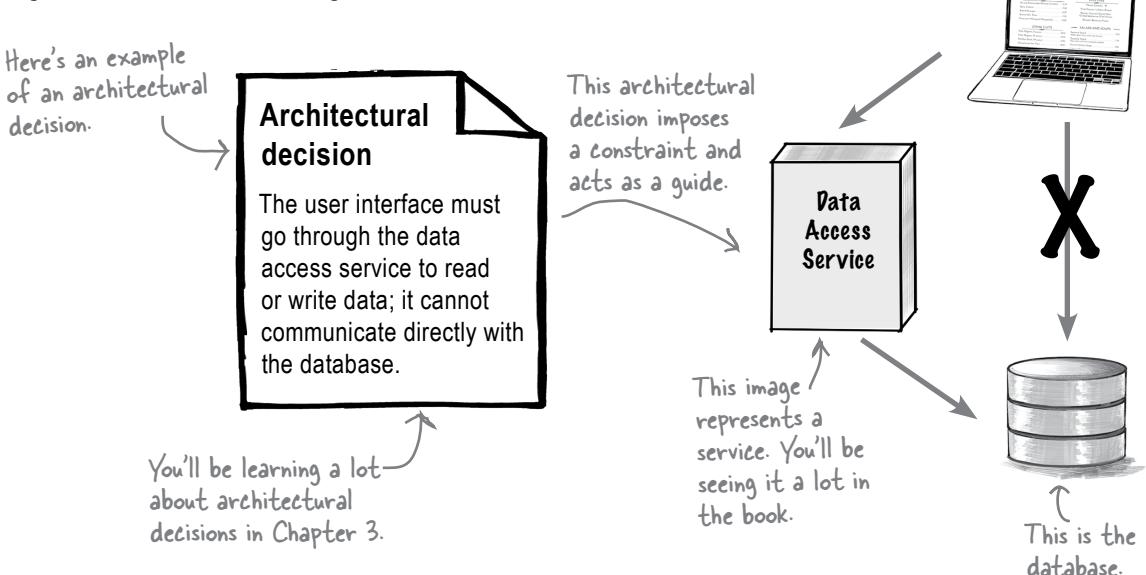 Here's an example
of an architectural
decision.
Architectural
decision
The user interface must
go through the data
access service to read
or write data; it cannot
communicate directly with
the database.
This architectural
decision imposes
a constraint and
acts as a guide.
Data
Access
Service
You'll be learning a lot
about architectural
decisions in Chapter 3.
This image
represents a
service. You'll be
seeing it a lot in
the book.
This is the
database.